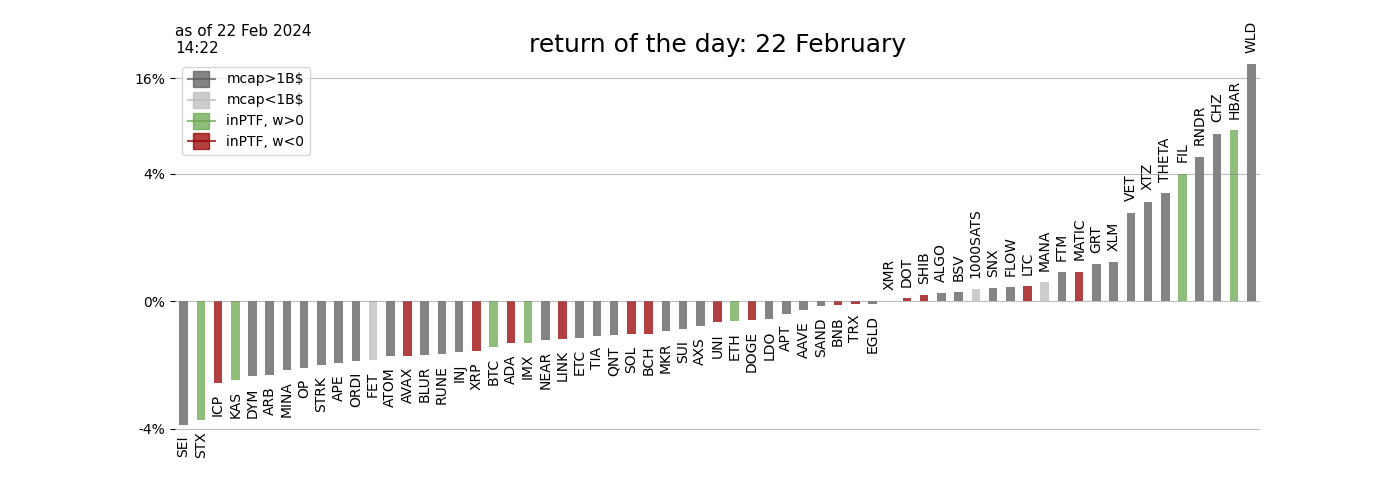 as of 22 Feb 2024
14:22
return of the day: 22 February
mcap>1B$
mcap<1B$
inPTF, w>0
inPTF, w<0
16%
4%
0%
-4%
SEI
STX
ICP
KAS
DYM
ARB
MINA
OP
STRK
APE
ORDI
FET
ATOM
AVAX
BLUR
RUNE
INJ
XRP
BTC
ADA
IMX
NEAR
LINK
ETC
TIA
QNT
SOL
BCH
MKR
SUI
AXS
UNI
ETH
DOGE
LDO
APT
AAVE
SAND
BNB
TRX
EGLD
XMR
DOT
SHIB
ALGO
BSV
1000SATS
SNX
FLOW
LTC
MANA
FTM
MATIC
GRT
XLM
VET
XTZ
THETA
FIL
RNDR
CHZ
HBAR
WLD